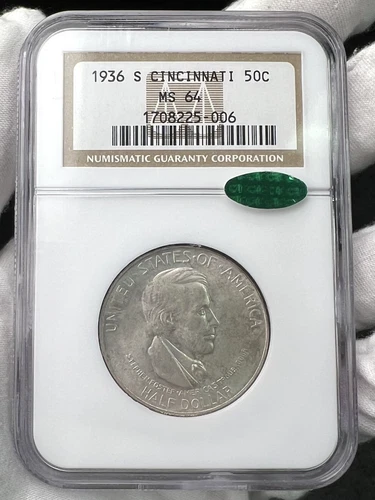 1936 S CINCINNATI 50C
MS 64
1708225-006
NUMISMATIC GUARANTY CORPORATION
UNITED STATES·OF·AMERICA
HALF DOLLAR